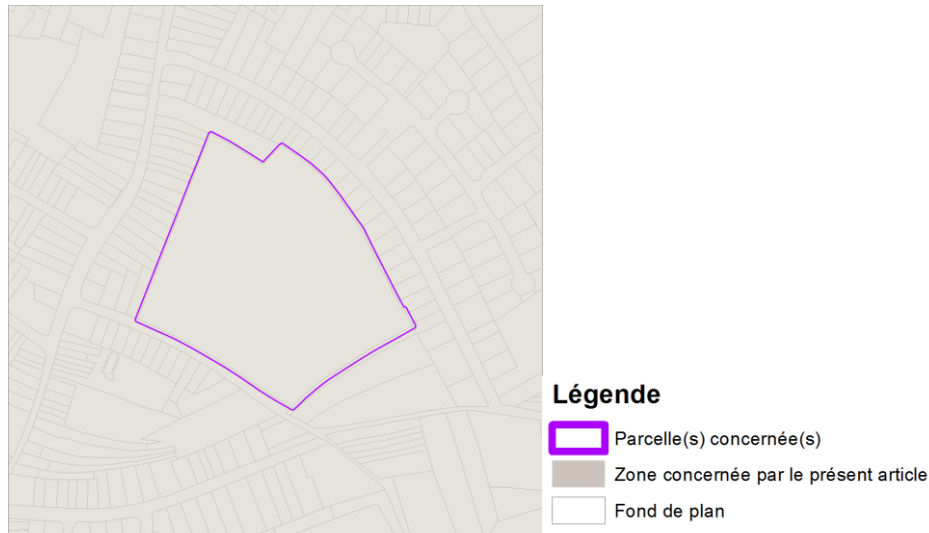 Légende
Parcelle(s) concernée(s)
Zone concernée par le présent article
Fond de plan